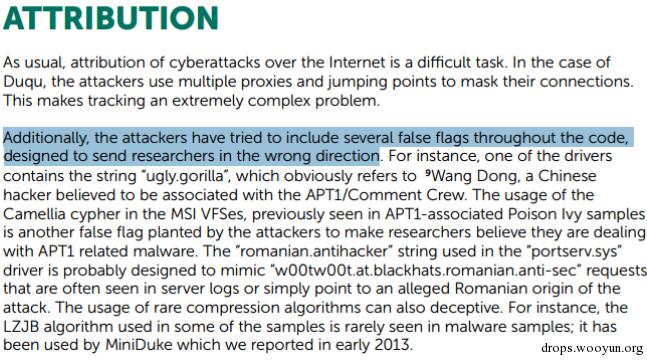 ATTRIBUTION
As usual, attribution of cyberattacks over the Internet is a difficult task. In the case of
Duqu, the attackers use multiple proxies and jumping points to mask their connections.
This makes tracking an extremely complex problem.
Additionally, the attackers have tried to include several false flags throughout the code,
designed to send researchers in the wrong direction. For instance, one of the drivers
contains the string “ugly.gorilla”, which obviously refers to ⁹Wang Dong, a Chinese
hacker believed to be associated with the APT1/Comment Crew. The usage of the
Camellia cypher in the MSI VFSes, previously seen in APT1-associated Poison Ivy samples
is another false flag planted by the attackers to make researchers believe they are dealing
with APT1 related malware. The “romanian.antihacker” string used in the “portserv.sys”
driver is probably designed to mimic “w00tw00t.at.blackhats.romanian.anti-sec” requests
that are often seen in server logs or simply point to an alleged Romanian origin of the
attack. The usage of rare compression algorithms can also deceptive. For instance, the
LZJB algorithm used in some of the samples is rarely seen in malware samples; it has
been used by MiniDuke which we reported in early 2013.
drops.wooyun.org